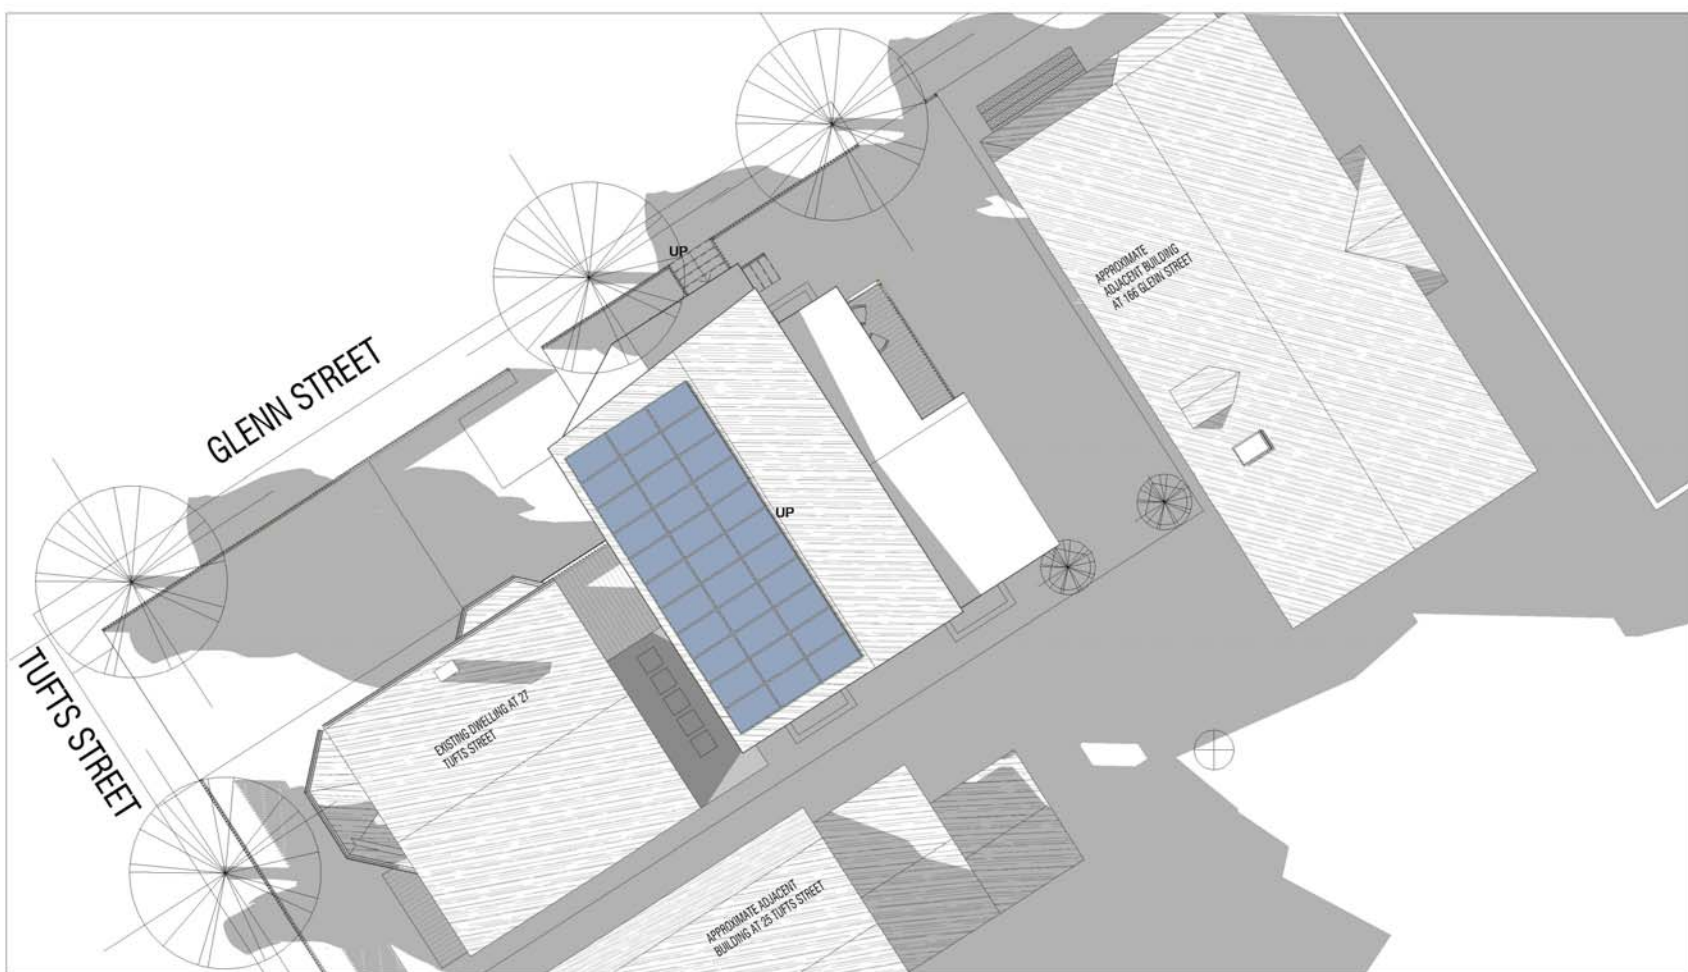 UP
APPROXIMATE
ADJACENT BUILDING
AT 166 GLENN STREET
GLENN STREET
UP
TUFTS STREET
EXISTING DWELLING AT 27
TUFTS STREET
APPROXIMATE ADJACENT
BUILDING AT 25 TUFTS STREET